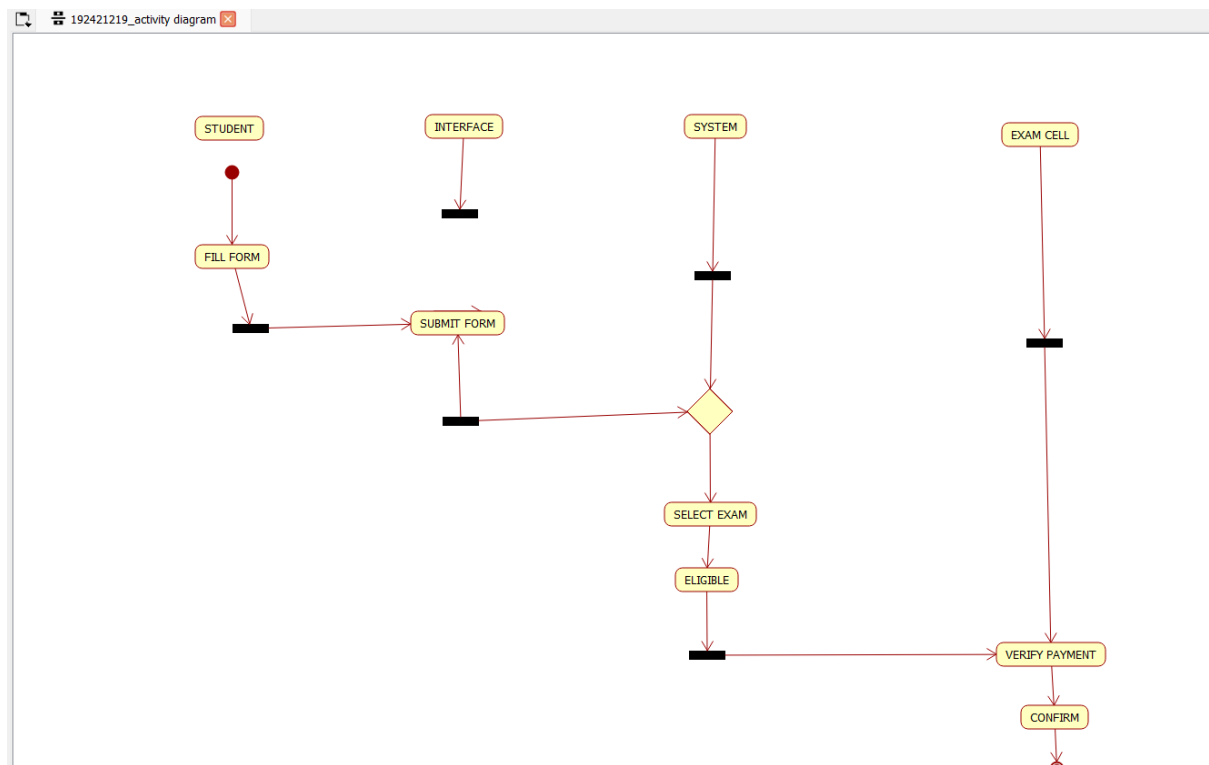 192421219_activity diagram
STUDENT
INTERFACE
SYSTEM
EXAM CELL
FILL FORM
SUBMIT FORM
SELECT EXAM
ELIGIBLE
VERIFY PAYMENT
CONFIRM